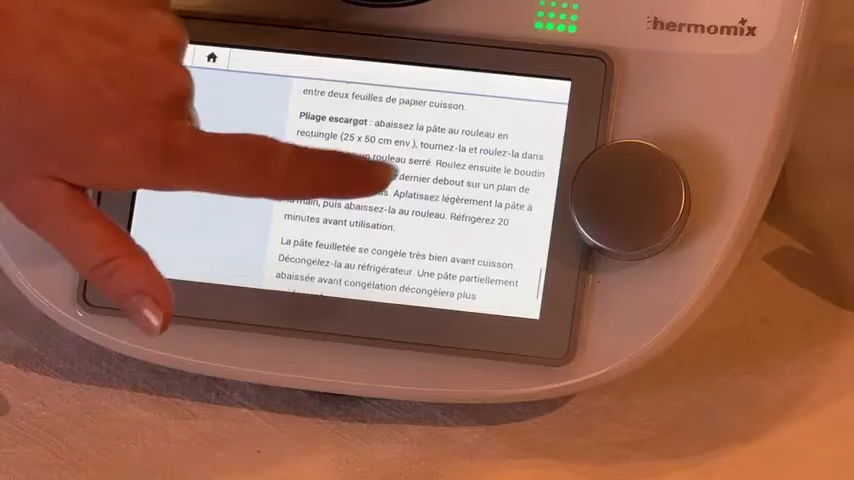 thermomix
entre deux feuilles de papier cuisson.
Pliage escargot : abaissez la pâte au rouleau en
rectangle (25 x 50 cm env.), tournez-la et roulez-la dans
un rouleau serré. Roulez ensuite le boudin
dernier debout sur un plan de
Aplatissez légèrement la pâte à
la main, puis abaissez-la au rouleau. Réfrigérez 20
minutes avant utilisation.
La pâte feuilletée se congèle très bien avant cuisson.
Décongelez-la au réfrigérateur. Une pâte partiellement
abaissée avant congélation décongèlera plus